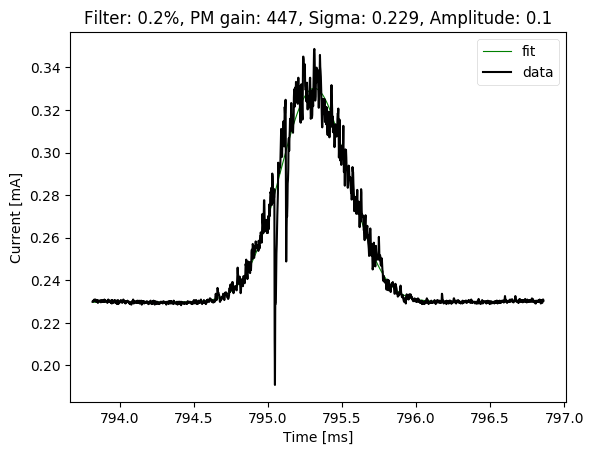 Filter: 0.2%, PM gain: 447, Sigma: 0.229, Amplitude: 0.1
fit
data
0.34
0.32
0.30
0.28
0.26
0.24
0.22
0.20
Current [mA]
794.0 794.5 795.0 795.5 796.0 796.5 797.0
Time [ms]